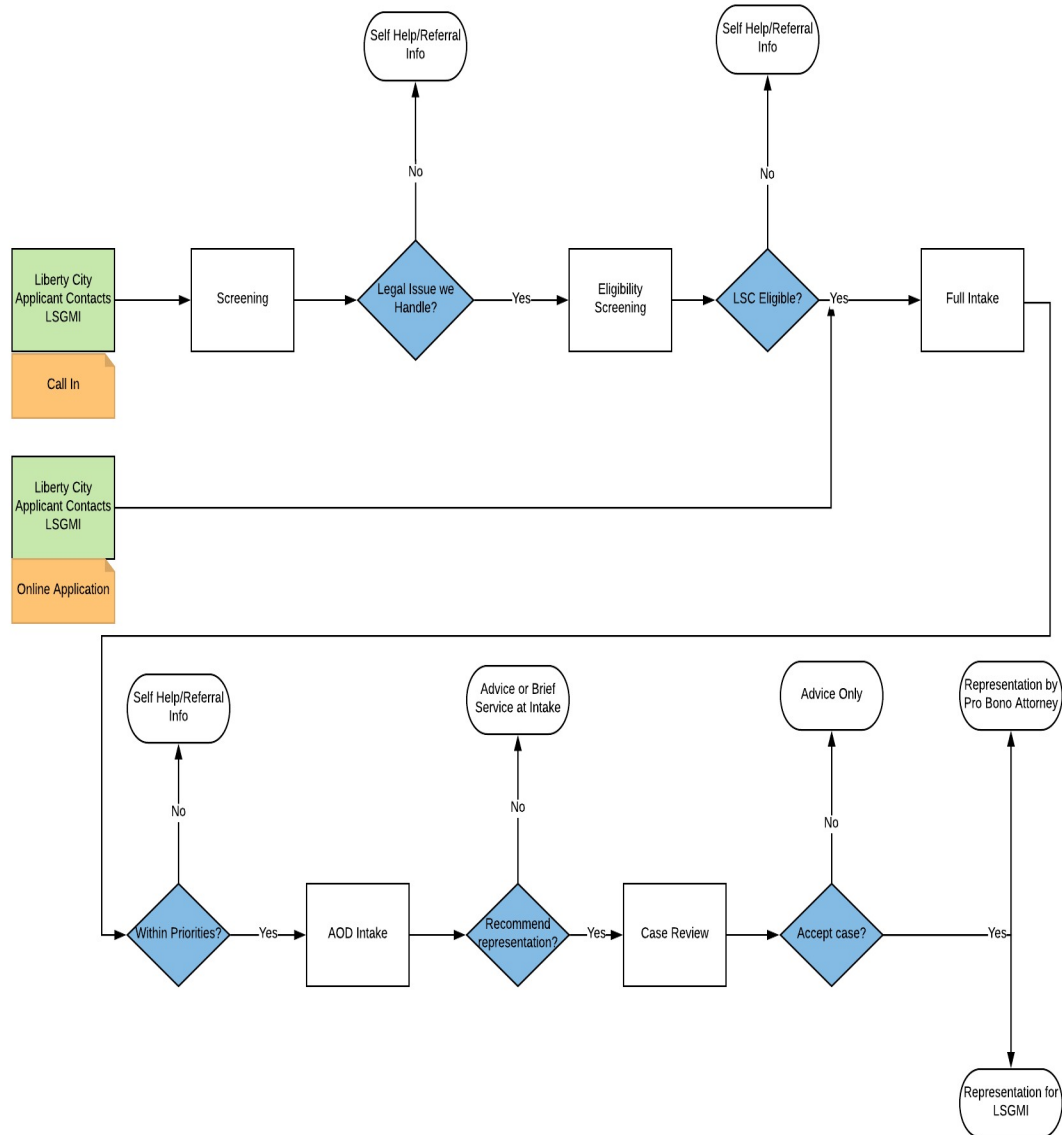 Self Help/Referral
Info
Self Help/Referral
Info
No
No
Liberty City
Applicant Contacts
LSGMI
Screening
Legal Issue we
Handle?
Yes
Eligibility
Screening
LSC Eligible?
Yes
Full Intake
Call In
Liberty City
Applicant Contacts
LSGMI
Online Application
Self Help/Referral
Info
Advice or Brief
Service at Intake
Advice Only
Representation by
Pro Bono Attorney
No
No
No
Within Priorities?
Yes
AOD Intake
Recommend
representation?
Yes
Case Review
Accept case?
Yes
Representation for
LSGMI